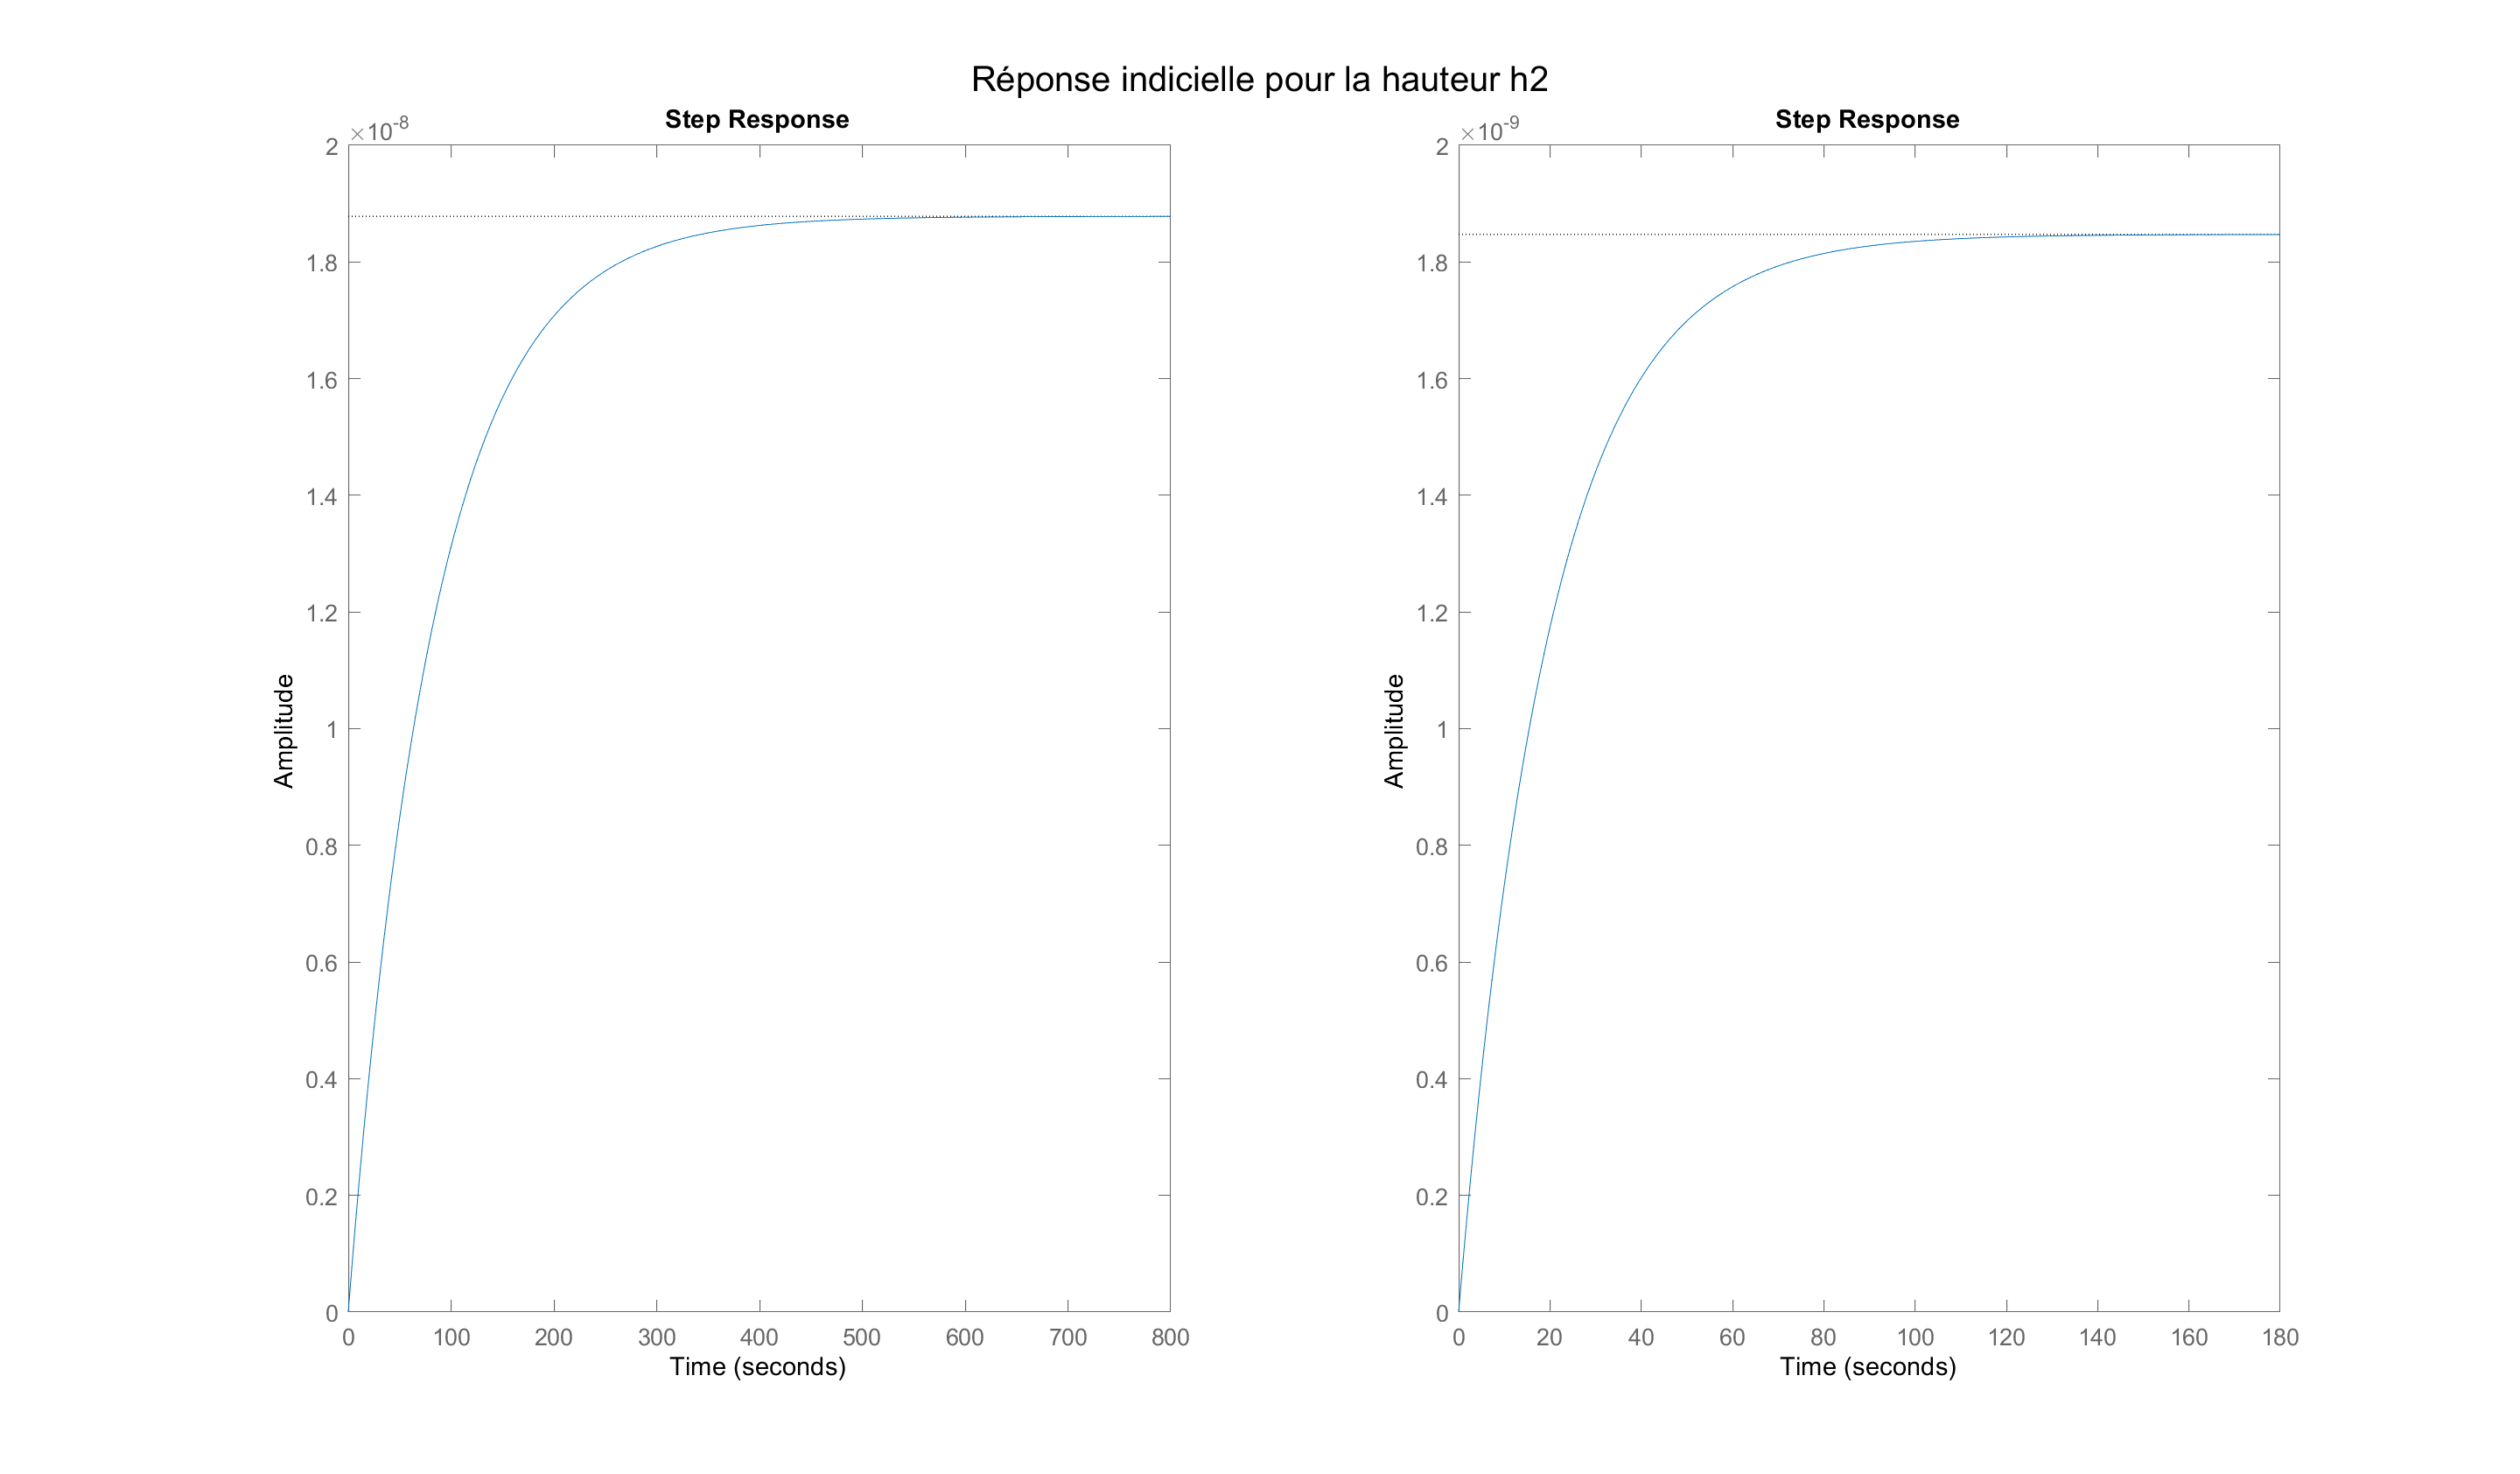 Réponse indicielle pour la hauteur h2
Step Response
×10-8
2
1.8
1.6
1.4
1.2
1
0.8
0.6
0.4
0.2
0
Amplitude
0 100 200 300 400 500 600 700 800
Time (seconds)
Step Response
×10-9
2
1.8
1.6
1.4
1.2
1
0.8
0.6
0.4
0.2
0
Amplitude
0 20 40 60 80 100 120 140 160 180
Time (seconds)